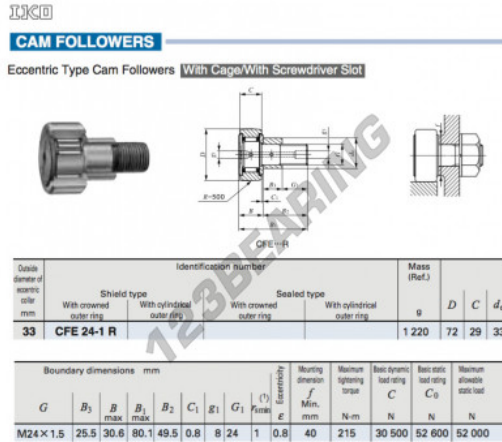 IKO
CAM FOLLOWERS
Eccentric Type Cam Followers With Cage/With Screwdriver Slot
C
D
R=500
B
CFE···R
123BEARING
Outside diameter of eccentric collar mm
Identification number
Mass (Ref.) g
Shield type
Sealed type
With crowned outer ring
With cylindrical outer ring
With crowned outer ring
With cylindrical outer ring
D C
33 CFE 24-1 R 1 220 72 29 33
Boundary dimensions mm
G B3 B max B1 max B2 C1 g1 G1 (1) rsmin
Eccentricity ε
Mounting dimension f Min. mm
Maximum tightening torque N-m
Basic dynamic load rating C N
Basic static load rating C0 N
Maximum allowable static load N
M24×1.5 25.5 30.6 80.1 49.5 0.8 8 24 1 0.8 40 215 30 500 52 600 52 000